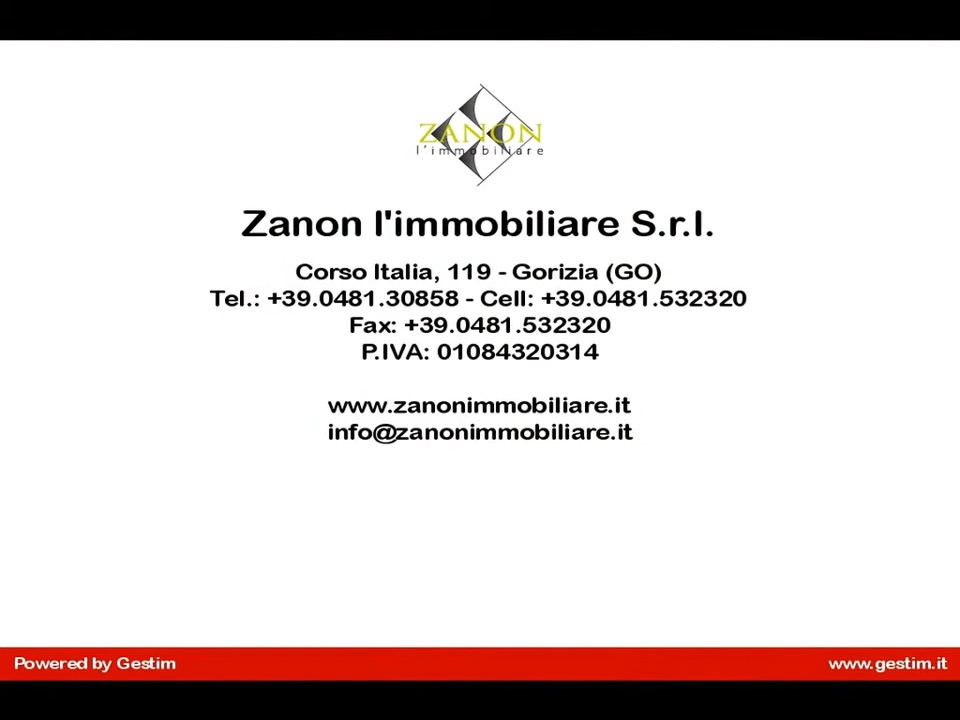 ZANON
l'immobiliare
Zanon l'immobiliare S.r.l.
Corso Italia, 119 - Gorizia (GO)
Tel.: +39.0481.30858 - Cell: +39.0481.532320
Fax: +39.0481.532320
P.IVA: 01084320314
www.zanonimmobiliare.it
info@zanonimmobiliare.it
Powered by Gestim
www.gestim.it